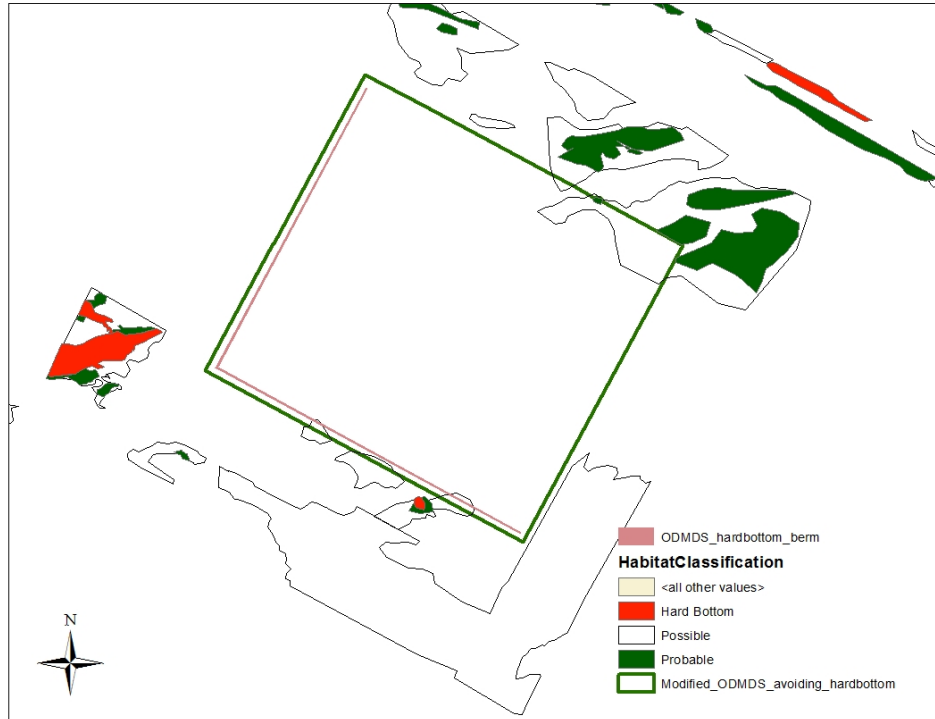 ODMDS_hardbottom_berm
HabitatClassification
<all other values>
Hard Bottom
Possible
Probable
Modified_ODMDS_avoiding_hardbottom
N